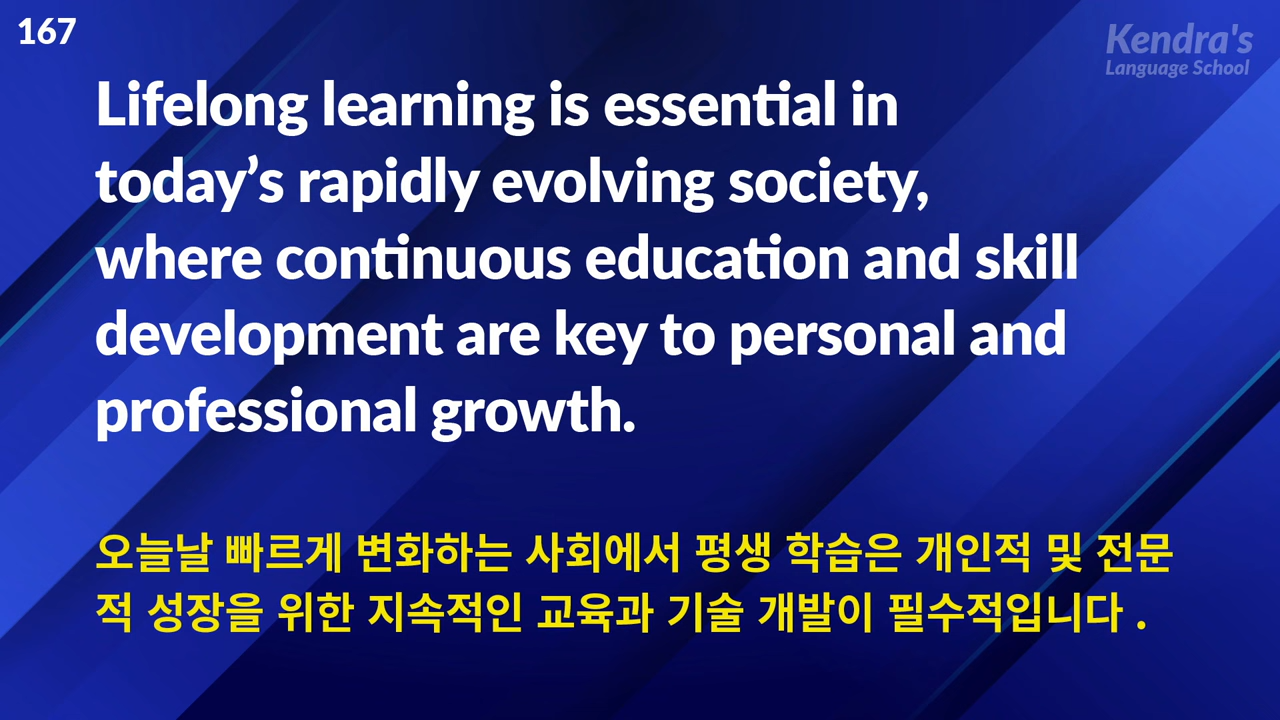 167
Kendra's
Language School
Lifelong learning is essential in
today’s rapidly evolving society,
where continuous education and skill
development are key to personal and
professional growth.
오늘날 빠르게 변화하는 사회에서 평생 학습은 개인적 및 전문
적 성장을 위한 지속적인 교육과 기술 개발이 필수적입니다 .